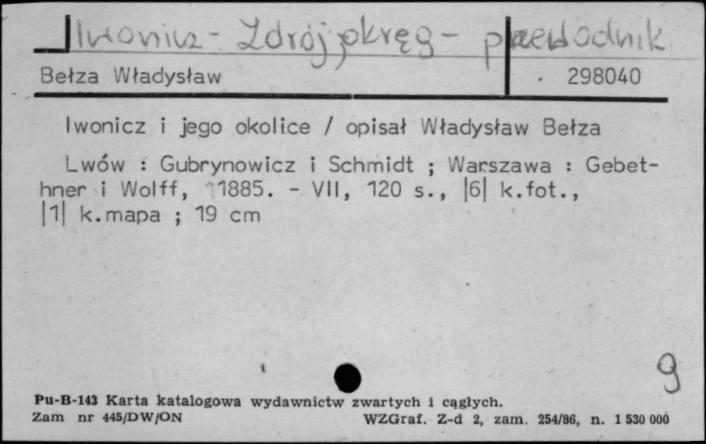 Iwonicz-Zdrój, okręg - przewodnik
Bełza Władysław
298040
Iwonicz i jego okolice / opisał Władysław Bełza
Lwów : Gubrynowicz i Schmidt ; Warszawa : Gebet-
hner i Wolff, 1885. - VII, 120 s., |6| k.fot.,
|1| k.mapa ; 19 cm
9
Pu-B-143 Karta katalogowa wydawnictw zwartych i ciągłych.
Zam nr 445/DW/ON WZGraf. Z-d 2, zam. 254/86, n. 1 530 000